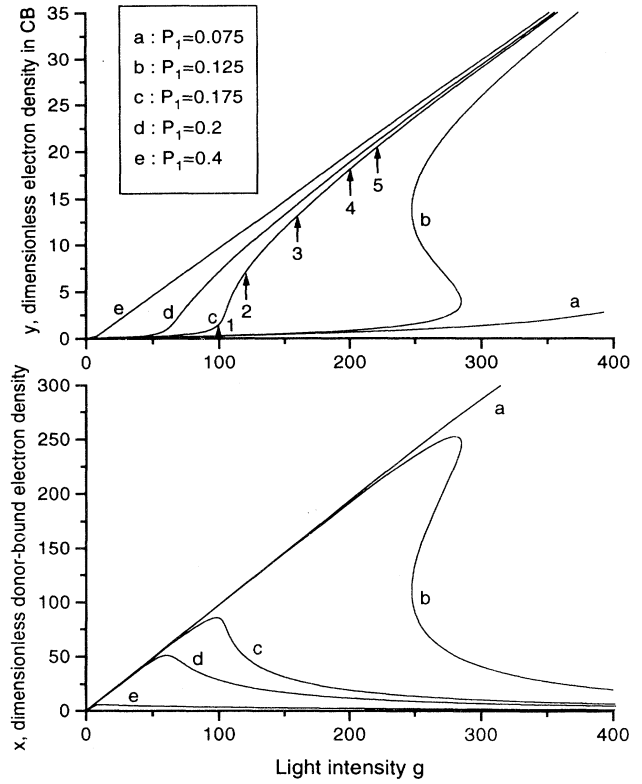 35
30
25
20
15
10
5
0
y, dimensionless electron density in CB
a : P₁=0.075
b : P₁=0.125
c : P₁=0.175
d : P₁=0.2
e : P₁=0.4
e
d
c
1
2
3
4
5
b
a
0
100
200
300
400
300
250
200
150
100
50
0
x, dimensionless donor-bound electron density
a
b
c
d
e
0
100
200
300
400
Light intensity g